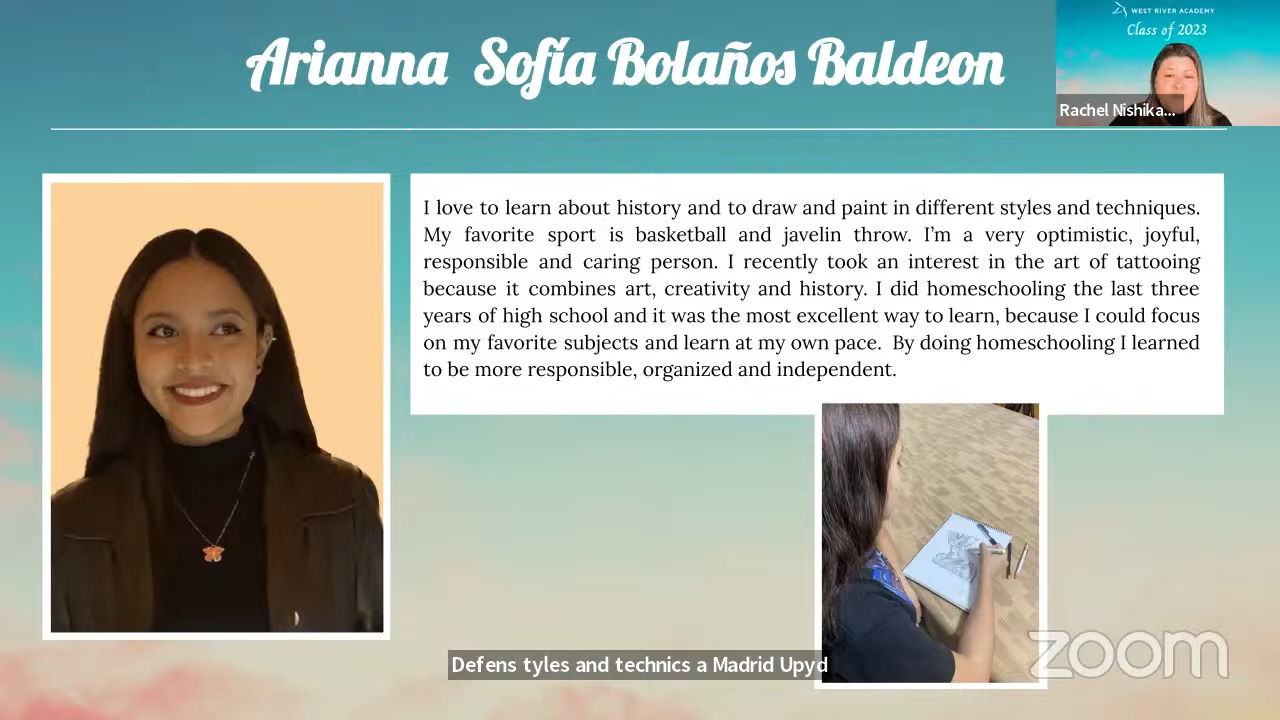 Arianna Sofía Bolaños Baldeon
WEST RIVER ACADEMY
Class of 2023
Rachel Nishika...
I love to learn about history and to draw and paint in different styles and techniques.
My favorite sport is basketball and javelin throw. I'm a very optimistic, joyful,
responsible and caring person. I recently took an interest in the art of tattooing
because it combines art, creativity and history. I did homeschooling the last three
years of high school and it was the most excellent way to learn, because I could focus
on my favorite subjects and learn at my own pace. By doing homeschooling I learned
to be more responsible, organized and independent.
Defens tyles and technics a Madrid Upyd
zoom